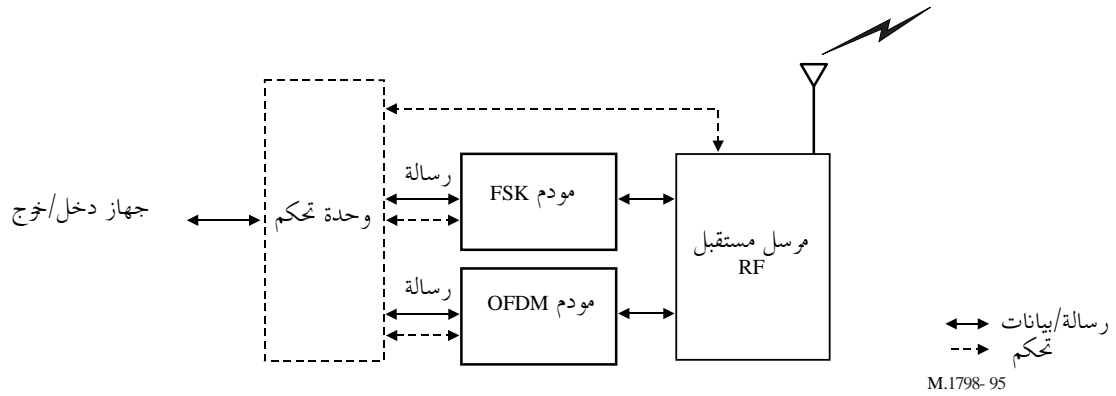 رسالة
مودم FSK
جهاز دخل/خرج
وحدة تحكم
مرسل مستقبل
RF
رسالة
مودم OFDM
رسالة/بيانات
تحكم
M.1798- 95